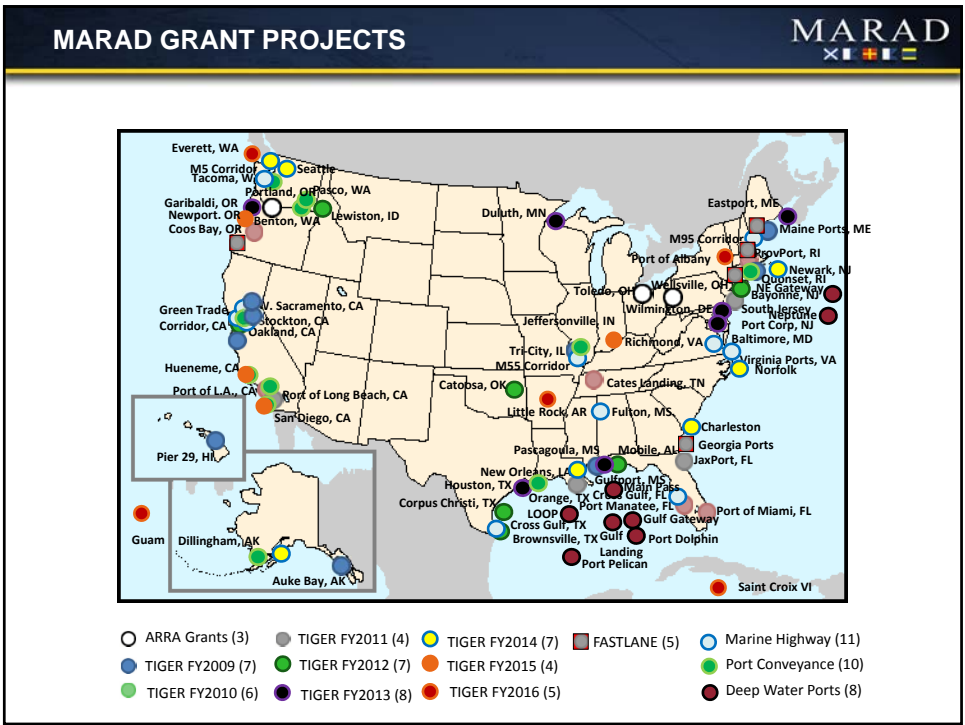 MARAD GRANT PROJECTS
MARAD
Everett, WA
M5 Corridor
Seattle
Tacoma, W
Portland, OR
Pasco, WA
Garibaldi, OR
Newport. OR
Benton, WA
Lewiston, ID
Coos Bay, OR
Duluth, MN
Eastport, ME
Maine Ports, ME
M95 Corridor
ProvPort, RI
Port of Albany
Newark, NJ
Quonset, RI
Toledo, OH
Wellsville, OH
NE Gateway
Bayonne, NJ
Wilmington, DE
South Jersey
Neptune
Port Corp, NJ
Green Trade
Corridor, CA
W. Sacramento, CA
Stockton, CA
Oakland, CA
Jeffersonville, IN
Richmond, VA
Baltimore, MD
Tri-City, IL
M55 Corridor
Virginia Ports, VA
Norfolk
Hueneme, CA
Port of L.A., CA
Port of Long Beach, CA
San Diego, CA
Catoosa, OK
Cates Landing, TN
Little Rock, AR
Fulton, MS
Charleston
Georgia Ports
JaxPort, FL
Pier 29, HI
Pascagoula, MS
Mobile, AL
New Orleans, LA
Gulfport, MS
Houston, TX
Orange, TX
Main Pass
Cross Gulf, FL
Corpus Christi, TX
LOOP
Port Manatee, FL
Port of Miami, FL
Cross Gulf, TX
Gulf Gateway
Brownsville, TX
Gulf
Landing
Port Dolphin
Port Pelican
Guam
Dillingham, AK
Auke Bay, AK
Saint Croix VI
ARRA Grants (3)
TIGER FY2011 (4)
TIGER FY2014 (7)
FASTLANE (5)
Marine Highway (11)
TIGER FY2009 (7)
TIGER FY2012 (7)
TIGER FY2015 (4)
Port Conveyance (10)
TIGER FY2010 (6)
TIGER FY2013 (8)
TIGER FY2016 (5)
Deep Water Ports (8)